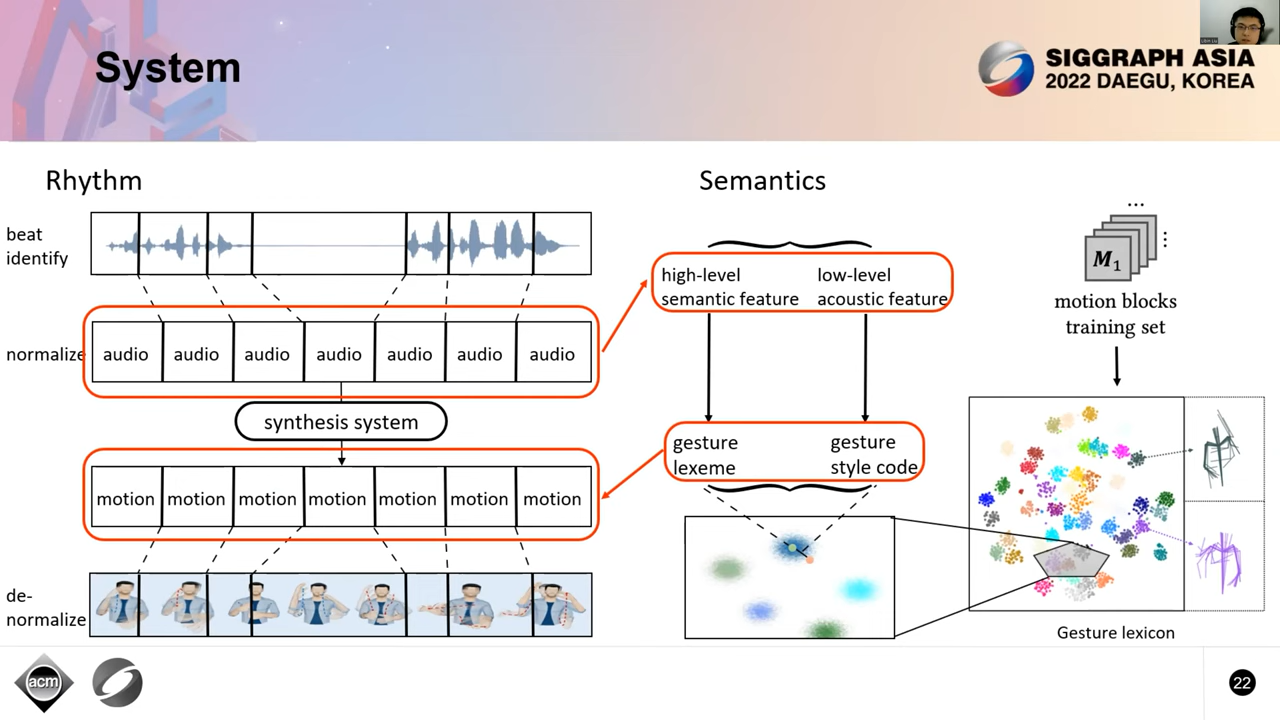 System
SIGGRAPH ASIA
2022 DAEGU, KOREA
Rhythm
beat
identify
normalize
audio audio audio audio audio audio audio
synthesis system
motion motion motion motion motion motion motion
de-
normalize
Semantics
high-level
semantic feature
low-level
acoustic feature
gesture
lexeme
gesture
style code
...
M1
motion blocks
training set
Gesture lexicon
acm
22